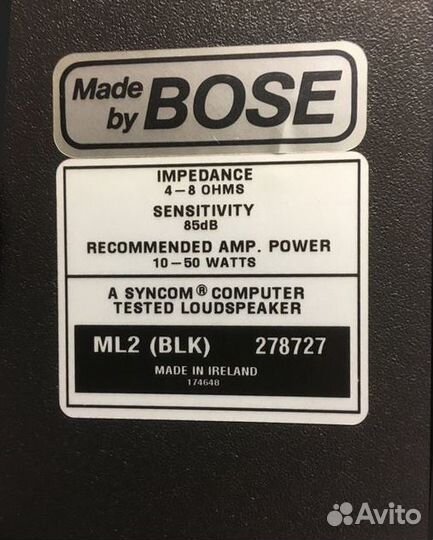 Made
by BOSE
IMPEDANCE
4–8 OHMS
SENSITIVITY
85dB
RECOMMENDED AMP. POWER
10–50 WATTS
A SYNCOM® COMPUTER
TESTED LOUDSPEAKER
ML2 (BLK) 278727
MADE IN IRELAND
174648
Avito